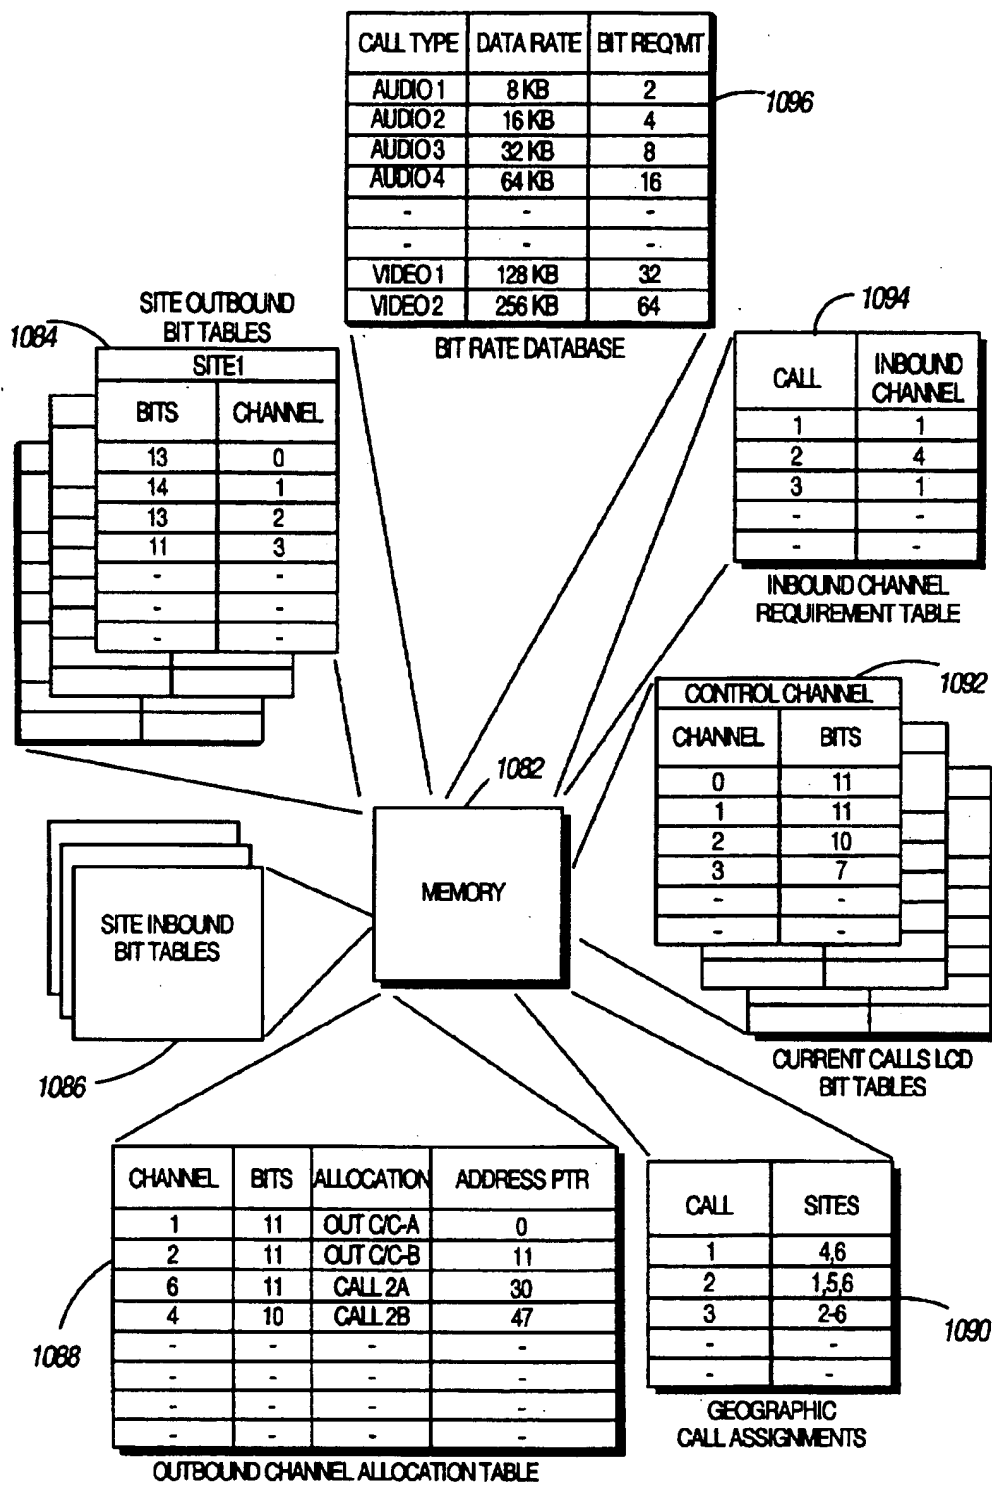 CALL TYPE DATA RATE BIT REQ'MT
AUDIO 1 8 KB 2
AUDIO 2 16 KB 4
AUDIO 3 32 KB 8
AUDIO 4 64 KB 16
- - -
- - -
VIDEO 1 128 KB 32
VIDEO 2 256 KB 64
1096
BIT RATE DATABASE
SITE OUTBOUND
BIT TABLES
1084
SITE1
BITS CHANNEL
13 0
14 1
13 2
11 3
- -
- -
- -
1094
CALL INBOUND
CHANNEL
1 1
2 4
3 1
- -
- -
INBOUND CHANNEL
REQUIREMENT TABLE
1092
CONTROL CHANNEL
CHANNEL BITS
0 11
1 11
2 10
3 7
- -
- -
CURRENT CALLS LCD
BIT TABLES
1082
MEMORY
SITE INBOUND
BIT TABLES
1086
CHANNEL BITS ALLOCATION ADDRESS PTR
1 11 OUT C/C-A 0
2 11 OUT C/C-B 11
6 11 CALL 2A 30
4 10 CALL 2B 47
- - - -
- - - -
- - - -
- - - -
1088
OUTBOUND CHANNEL ALLOCATION TABLE
CALL SITES
1 4,6
2 1,5,6
3 2-6
- -
- -
1090
GEOGRAPHIC
CALL ASSIGNMENTS